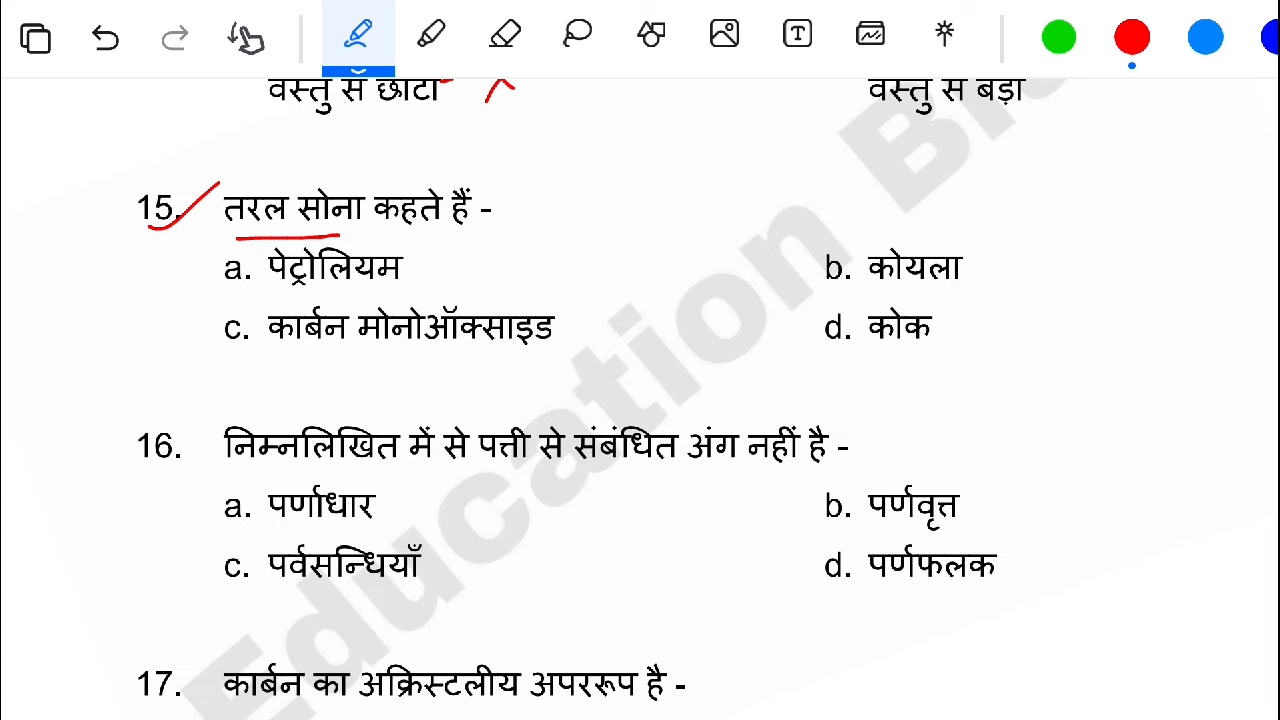 वस्तु से छोटा वस्तु से बड़ा
15. तरल सोना कहते हैं -
a. पेट्रोलियम b. कोयला
c. कार्बन मोनोऑक्साइड d. कोक
16. निम्नलिखित में से पत्ती से संबंधित अंग नहीं है -
a. पर्णाधार b. पर्णवृत्त
c. पर्वसन्धियाँ d. पर्णफलक
17. कार्बन का अक्रिस्टलीय अपररूप है -
Education